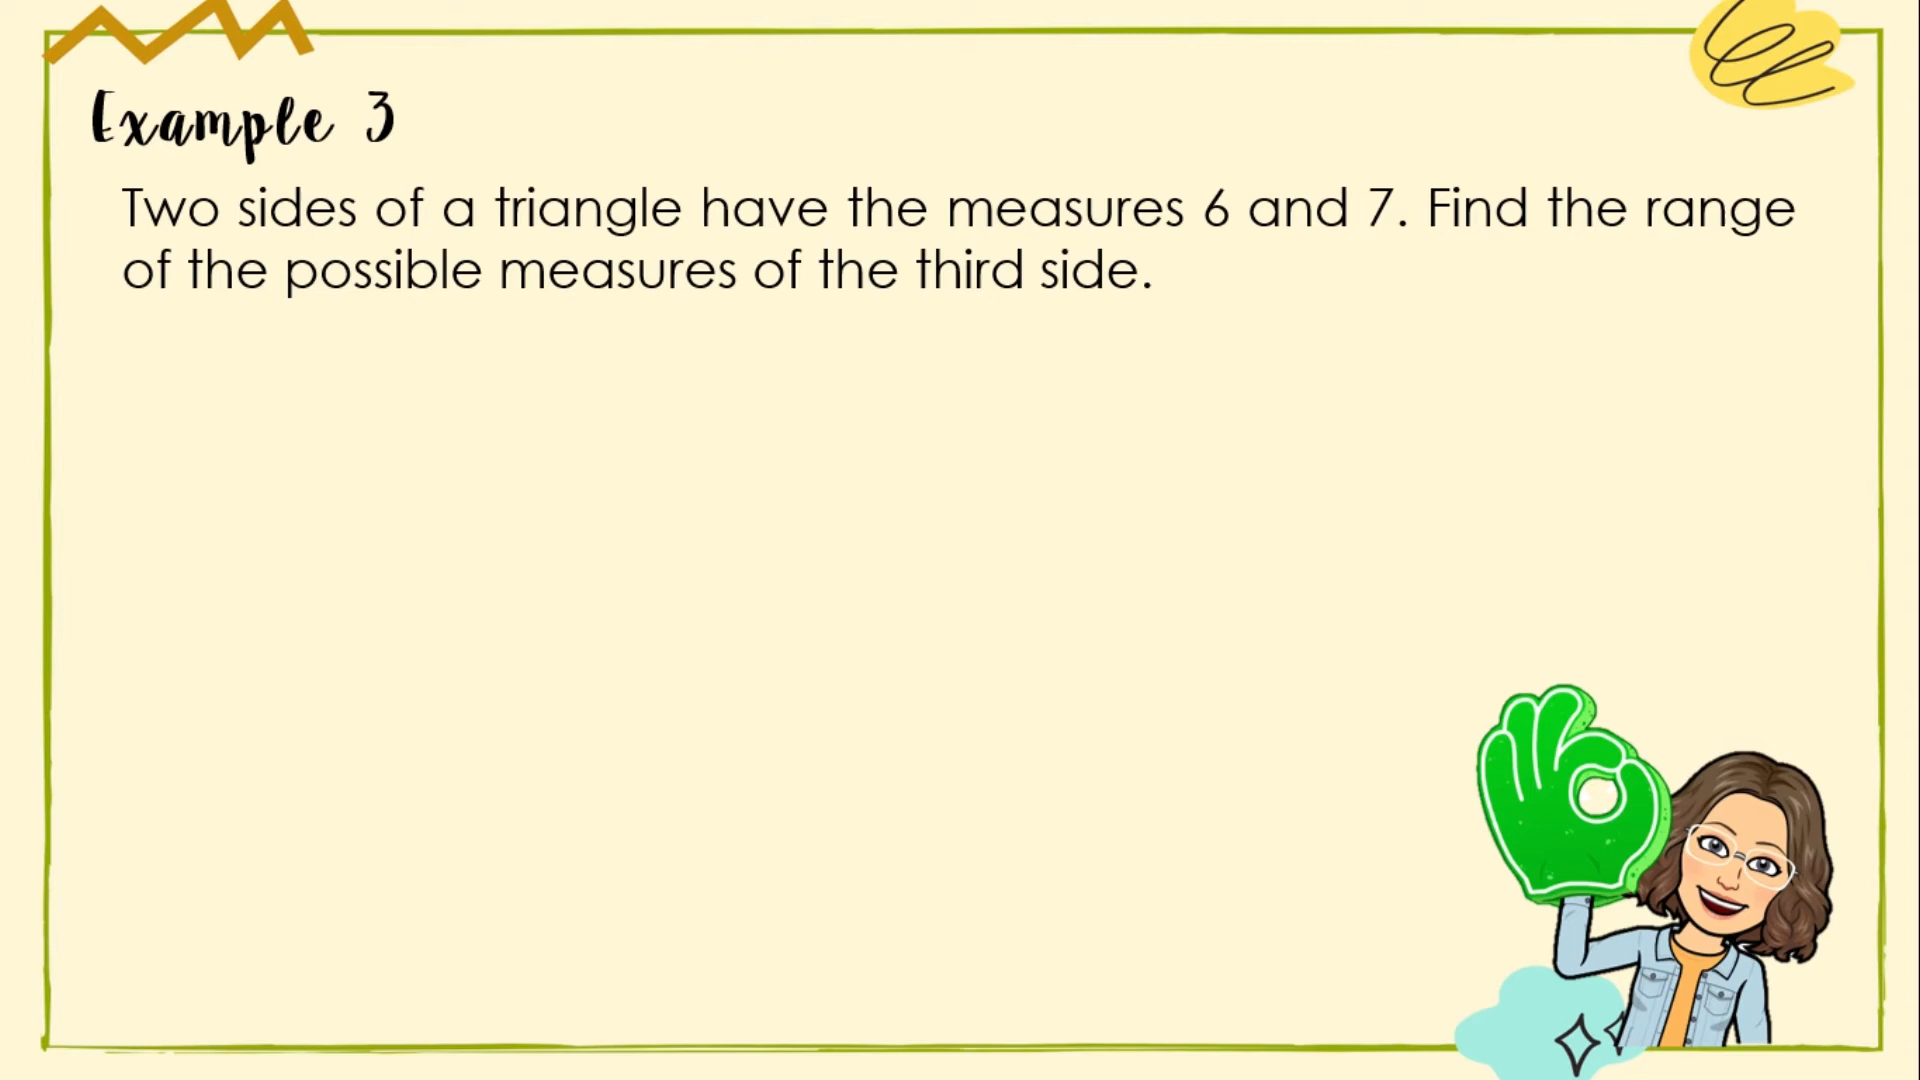 Example 3
Two sides of a triangle have the measures 6 and 7. Find the range
of the possible measures of the third side.